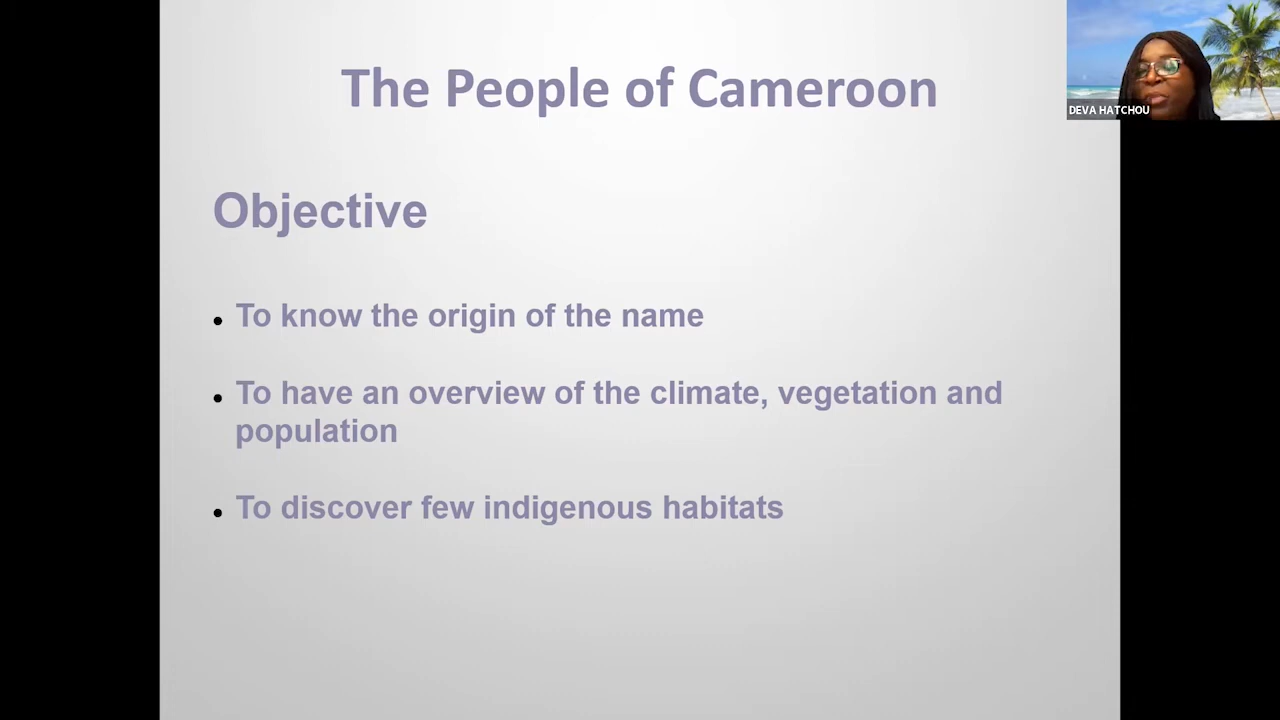 The People of Cameroon
DEVA HATCHOU
Objective
To know the origin of the name
To have an overview of the climate, vegetation and
population
To discover few indigenous habitats